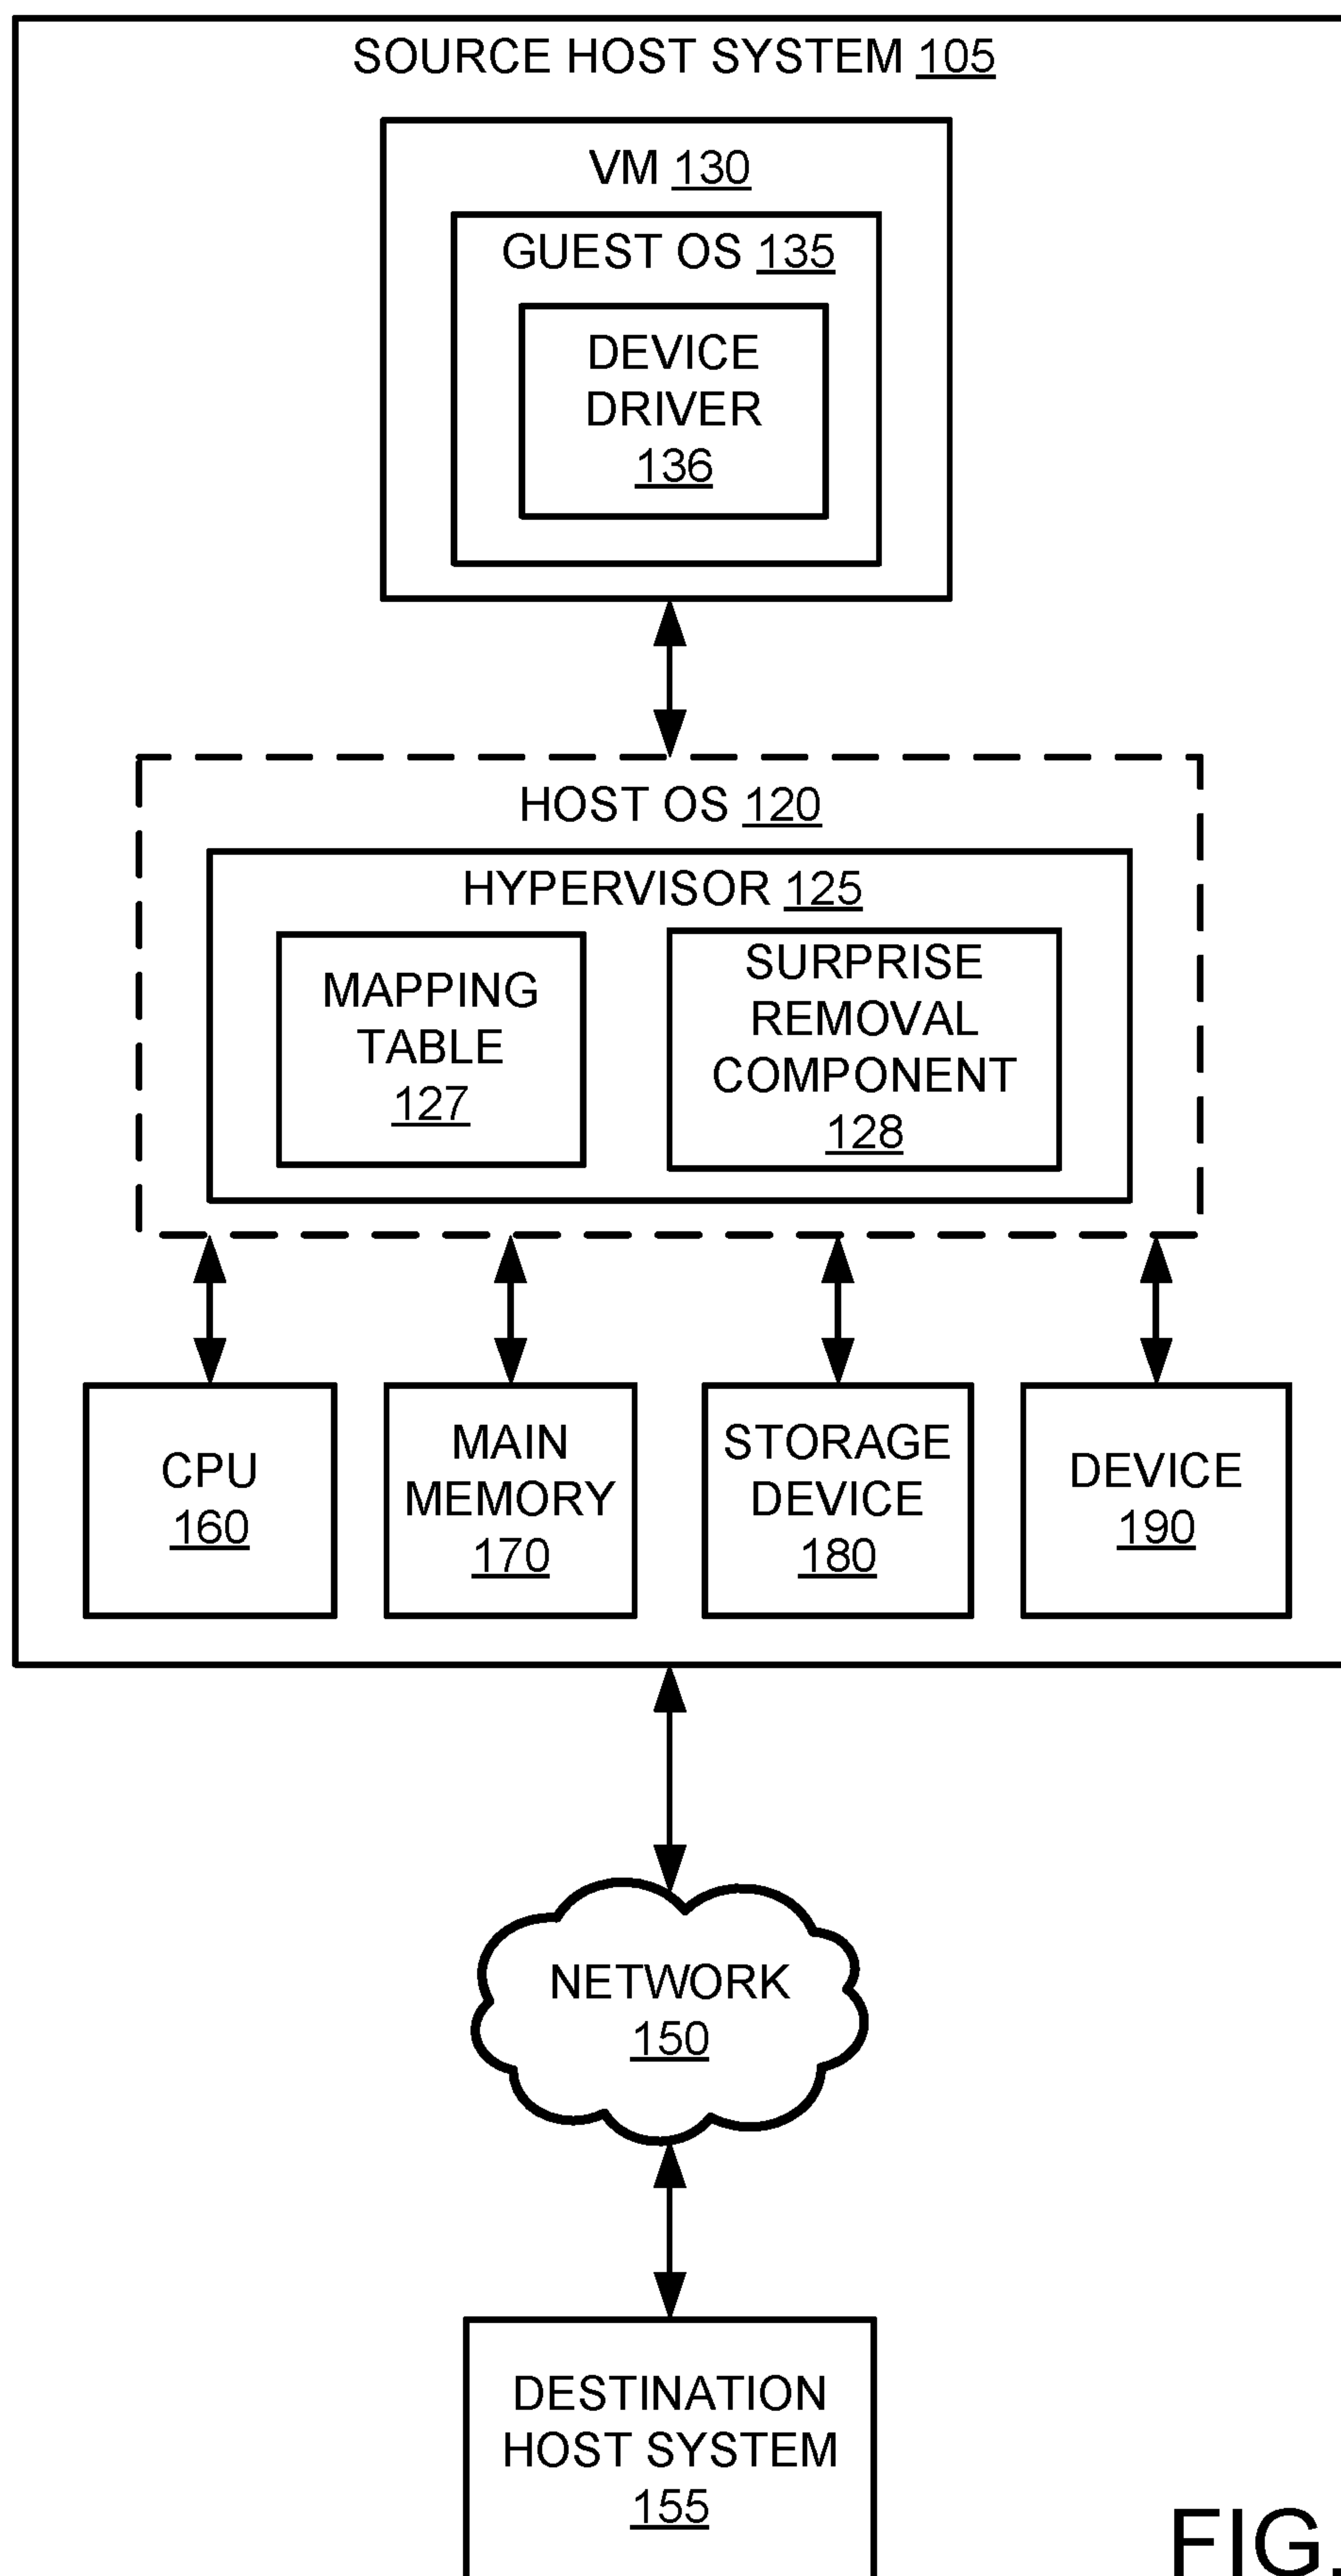 SOURCE HOST SYSTEM 105
VM 130
GUEST OS 135
DEVICE
DRIVER
136
HOST OS 120
HYPERVISOR 125
MAPPING
TABLE
127
SURPRISE
REMOVAL
COMPONENT
128
CPU
160
MAIN
MEMORY
170
STORAGE
DEVICE
180
DEVICE
190
NETWORK
150
DESTINATION
HOST SYSTEM
155
FIG.